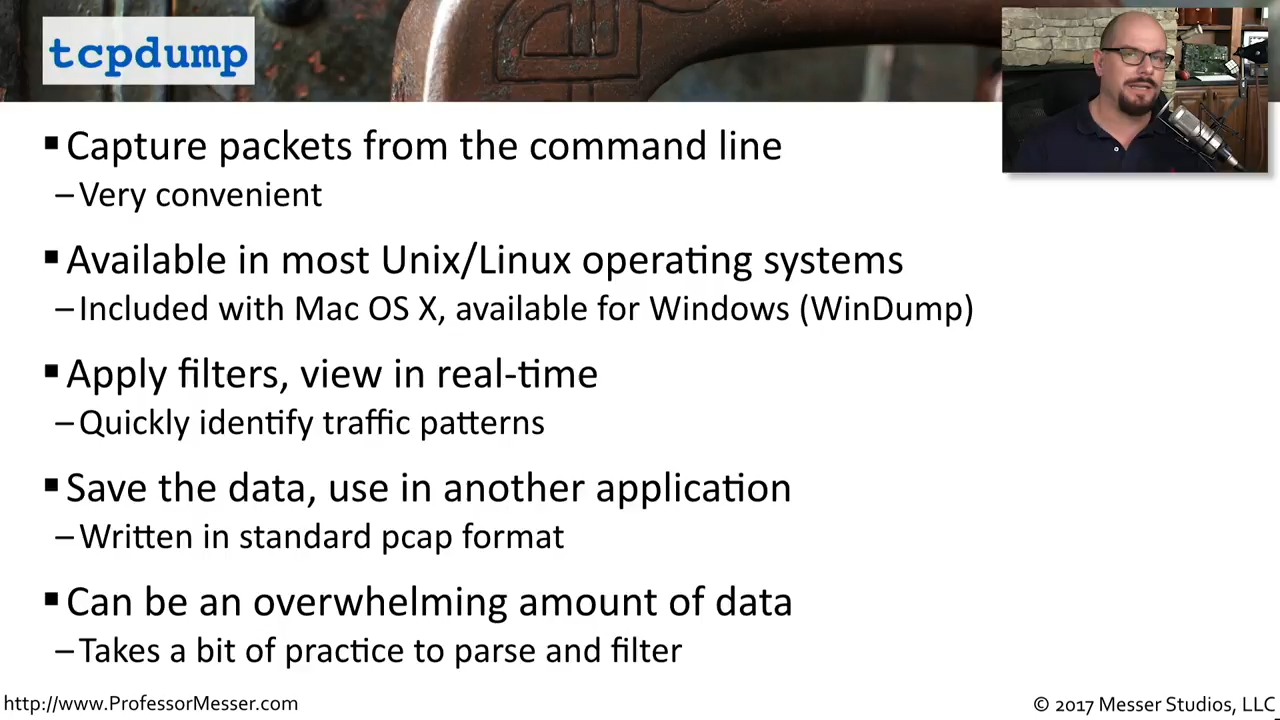 tcpdump
▪ Capture packets from the command line
– Very convenient
▪ Available in most Unix/Linux operating systems
– Included with Mac OS X, available for Windows (WinDump)
▪ Apply filters, view in real-time
– Quickly identify traffic patterns
▪ Save the data, use in another application
– Written in standard pcap format
▪ Can be an overwhelming amount of data
– Takes a bit of practice to parse and filter
http://www.ProfessorMesser.com
© 2017 Messer Studios, LLC